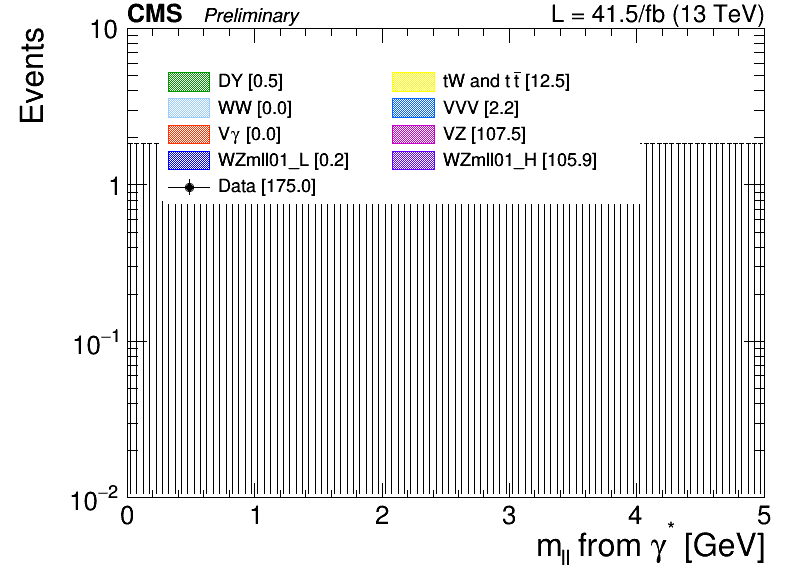 CMS Preliminary L = 41.5/fb (13 TeV)
Events
10
1
10⁻¹
10⁻²
DY [0.5]
tW and t t̄ [12.5]
WW [0.0]
VVV [2.2]
Vγ [0.0]
VZ [107.5]
WZmll01_L [0.2]
WZmll01_H [105.9]
Data [175.0]
0 1 2 3 4 5
m_ll from γ* [GeV]